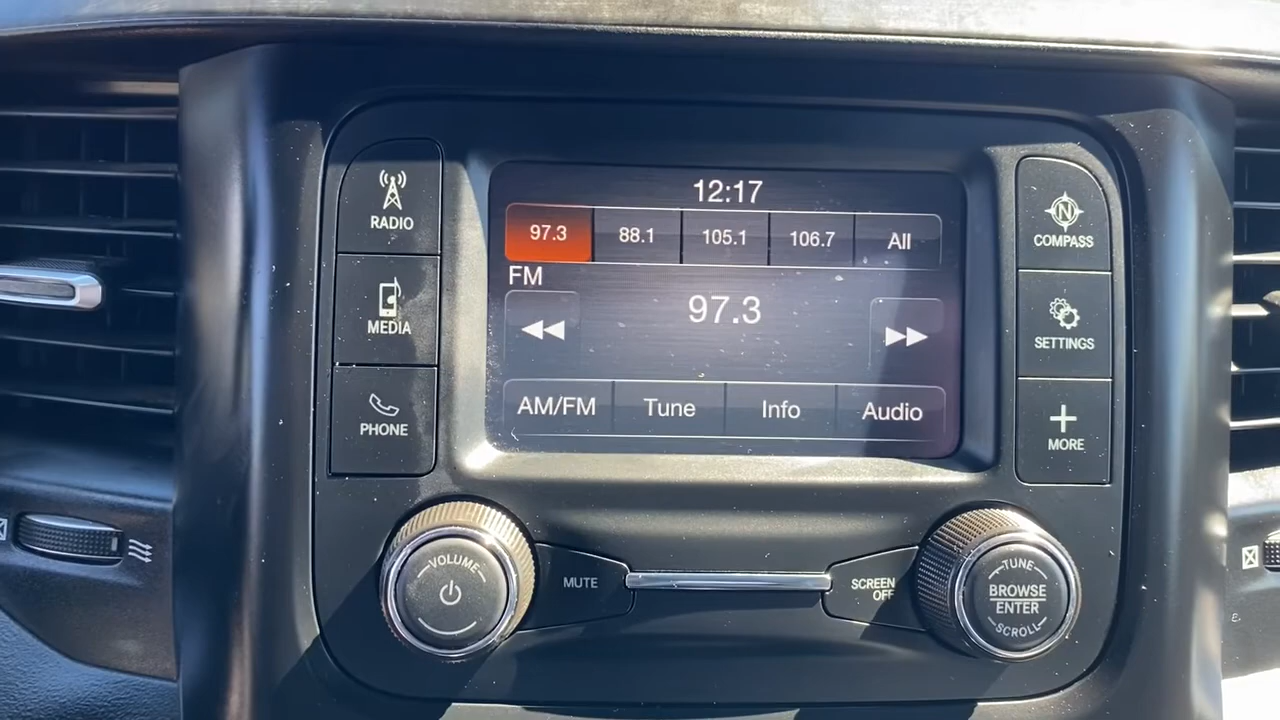 12:17
97.3 88.1 105.1 106.7 All
FM
97.3
AM/FM Tune Info Audio
RADIO
MEDIA
PHONE
N
COMPASS
SETTINGS
MORE
VOLUME
MUTE
SCREEN
OFF
TUNE
BROWSE
ENTER
SCROLL